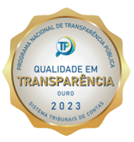 PROGRAMA NACIONAL DE TRANSPARÊNCIA PÚBLICA
TP
QUALIDADE EM
TRANSPARÊNCIA
OURO
2023
SISTEMA TRIBUNAIS DE CONTAS